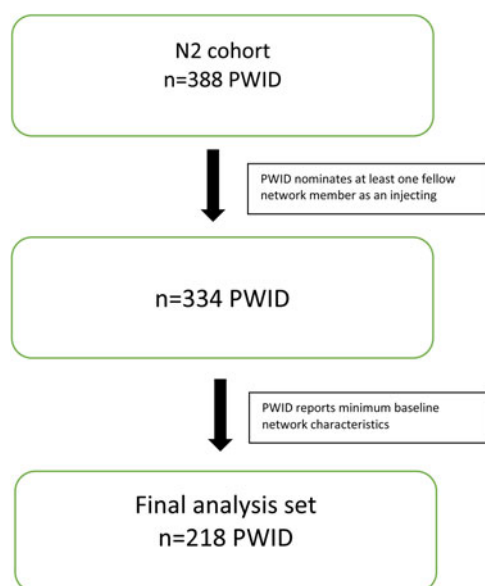 N2 cohort
n=388 PWID
PWID nominates at least one fellow
network member as an injecting
n=334 PWID
PWID reports minimum baseline
network characteristics
Final analysis set
n=218 PWID